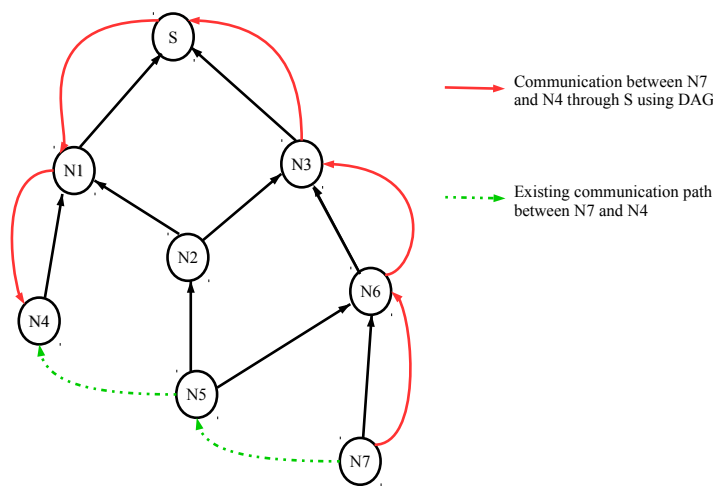 S
Communication between N7
and N4 through S using DAG
N1
N3
Existing communication path
between N7 and N4
N2
N6
N4
N5
N7